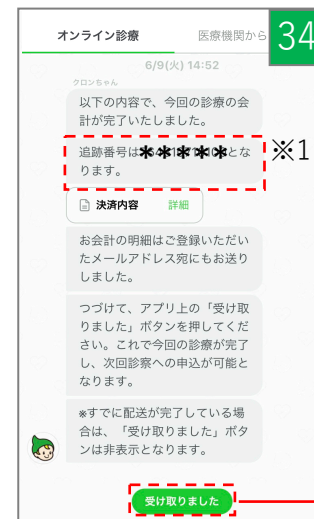 オンライン診療
医療機関から
34
6/9(火) 14:52
クロンちゃん
以下の内容で、今回の診療の会
計が完了いたしました。
追跡番号は*****とな
ります。
※1
決済内容 詳細
お会計の明細はご登録いただい
たメールアドレス宛にもお送り
しました。
つづけて、アプリ上の「受け取
りました」ボタンを押してくだ
さい。これで今回の診療が完了
し、次回診察への申込が可能と
なります。
※すでに配送が完了している場
合は、「受け取りました」ボタ
ンは非表示となります。
受け取りました